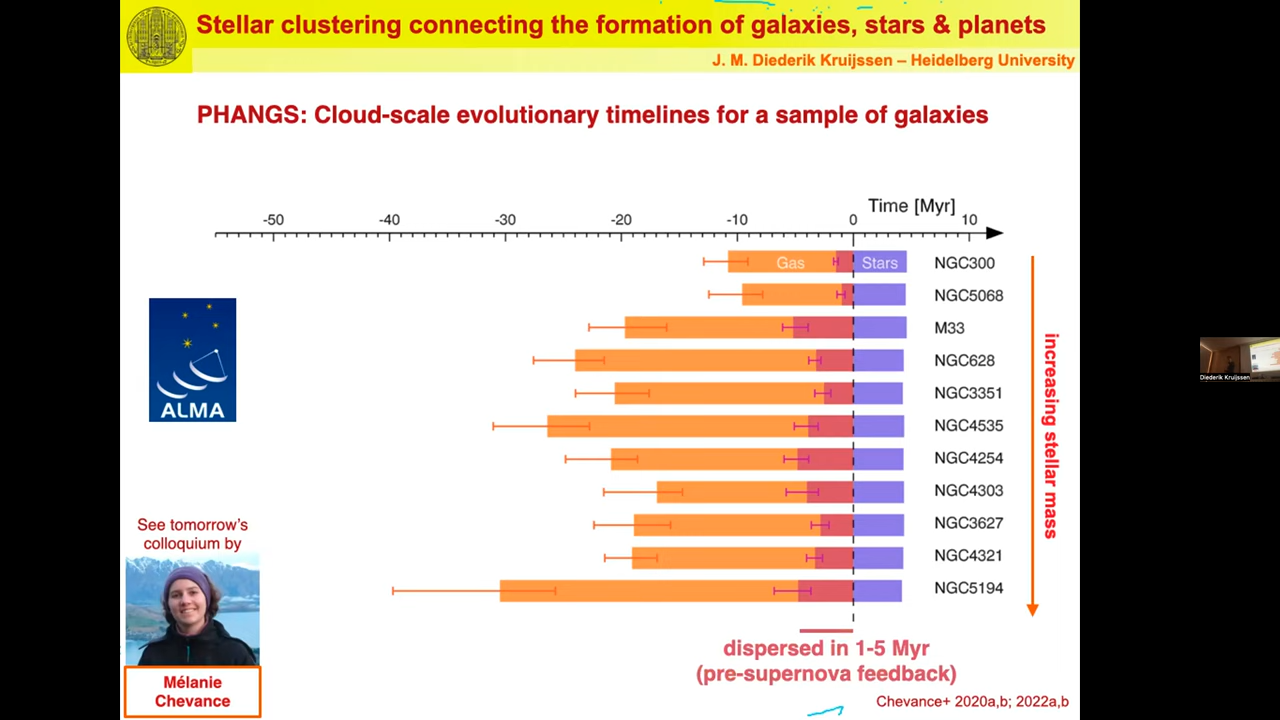 Stellar clustering connecting the formation of galaxies, stars & planets
J. M. Diederik Kruijssen – Heidelberg University
PHANGS: Cloud-scale evolutionary timelines for a sample of galaxies
Time [Myr]
-50 -40 -30 -20 -10 0 10
Gas Stars NGC300
NGC5068
M33
NGC628
NGC3351
NGC4535
NGC4254
NGC4303
NGC3627
NGC4321
NGC5194
increasing stellar mass
ALMA
Diederik Kruijssen
See tomorrow's
colloquium by
Mélanie
Chevance
dispersed in 1-5 Myr
(pre-supernova feedback)
Chevance+ 2020a,b; 2022a,b